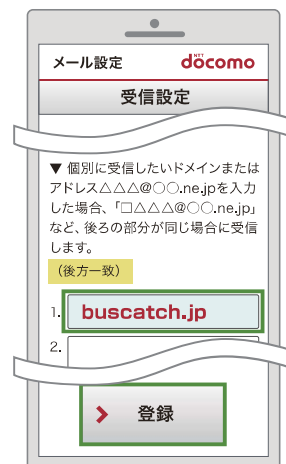 メール設定 NTT döcomo
受信設定
▼ 個別に受信したいドメインまたは
アドレス△△△@○○.ne.jpを入力
した場合、「□△△△@○○.ne.jp」
など、後ろの部分が同じ場合に受信
します。
（後方一致）
1. buscatch.jp
2.
登録